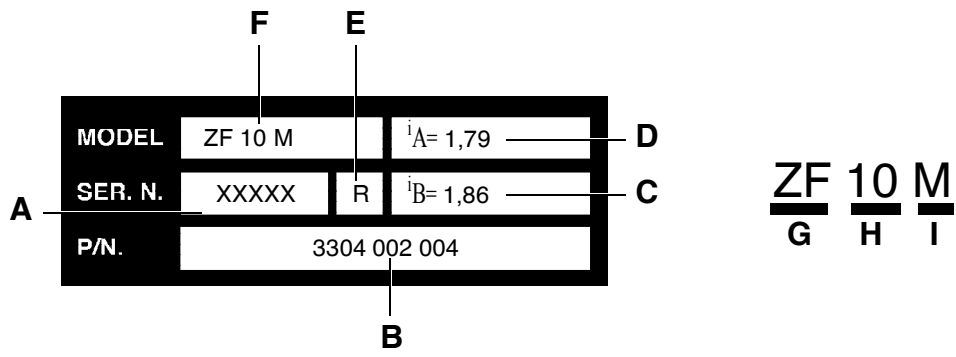 F E
MODEL ZF 10 M iA= 1,79 D
SER. N. XXXXX R iB= 1,86 C
A
P/N. 3304 002 004
B
ZF 10 M
G H I